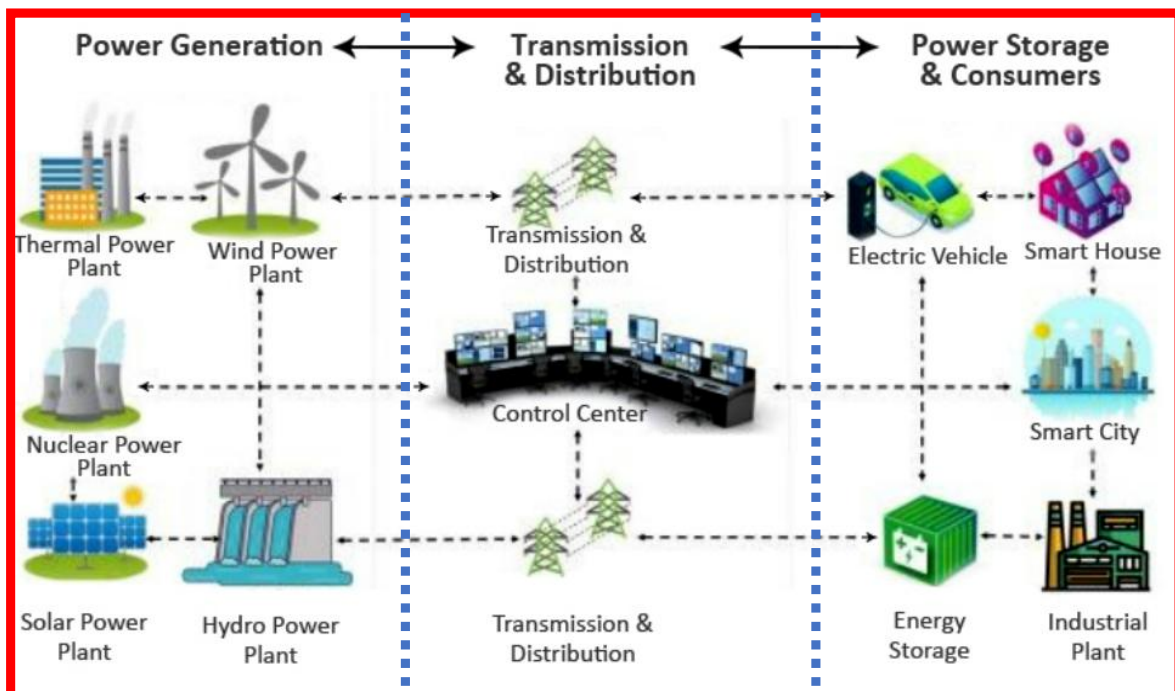 Power Generation
Transmission
& Distribution
Power Storage
& Consumers
Thermal Power
Plant
Wind Power
Plant
Transmission &
Distribution
Electric Vehicle
Smart House
Nuclear Power
Plant
Control Center
Smart City
Solar Power
Plant
Hydro Power
Plant
Transmission &
Distribution
Energy
Storage
Industrial
Plant